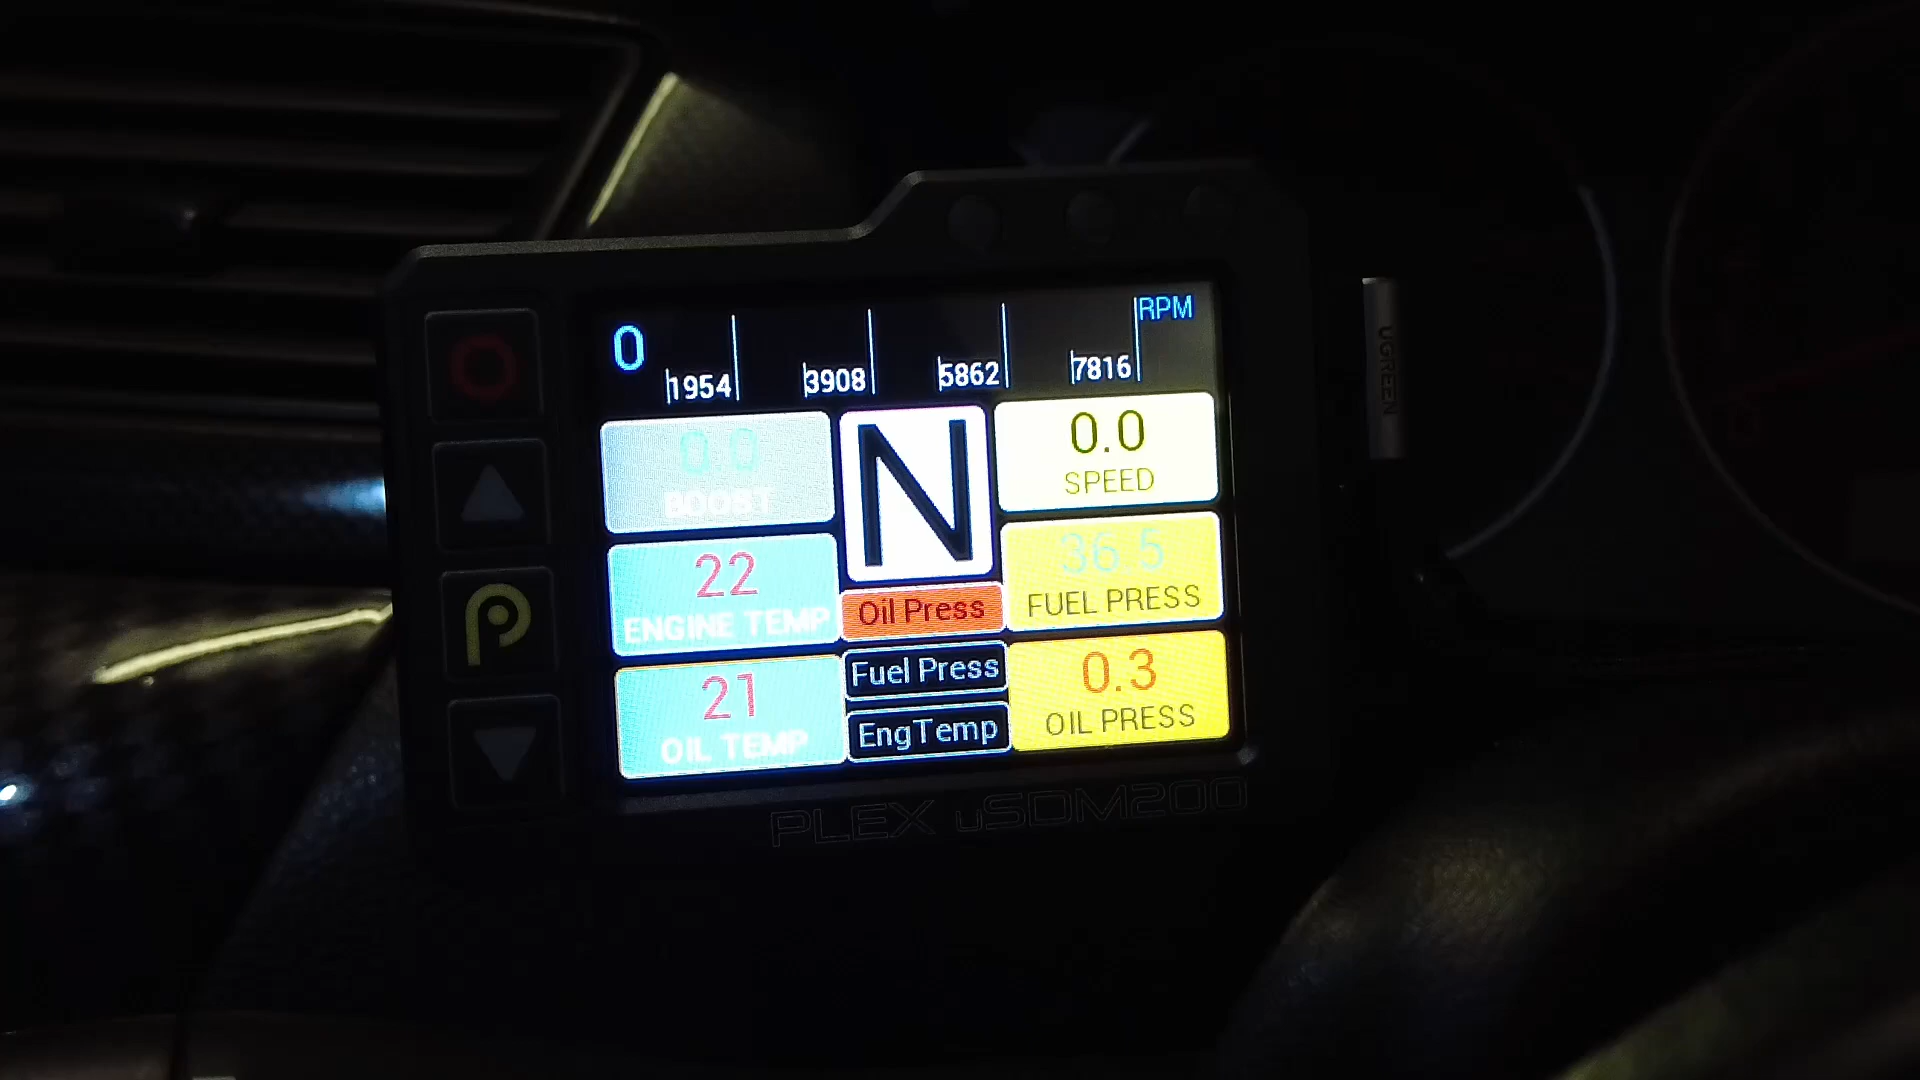 0
RPM
1954
3908
5862
7816
0.0
BOOST
N
0.0
SPEED
22
ENGINE TEMP
Oil Press
36.5
FUEL PRESS
21
OIL TEMP
Fuel Press
EngTemp
0.3
OIL PRESS
PLEX uSDM200
UGREEN